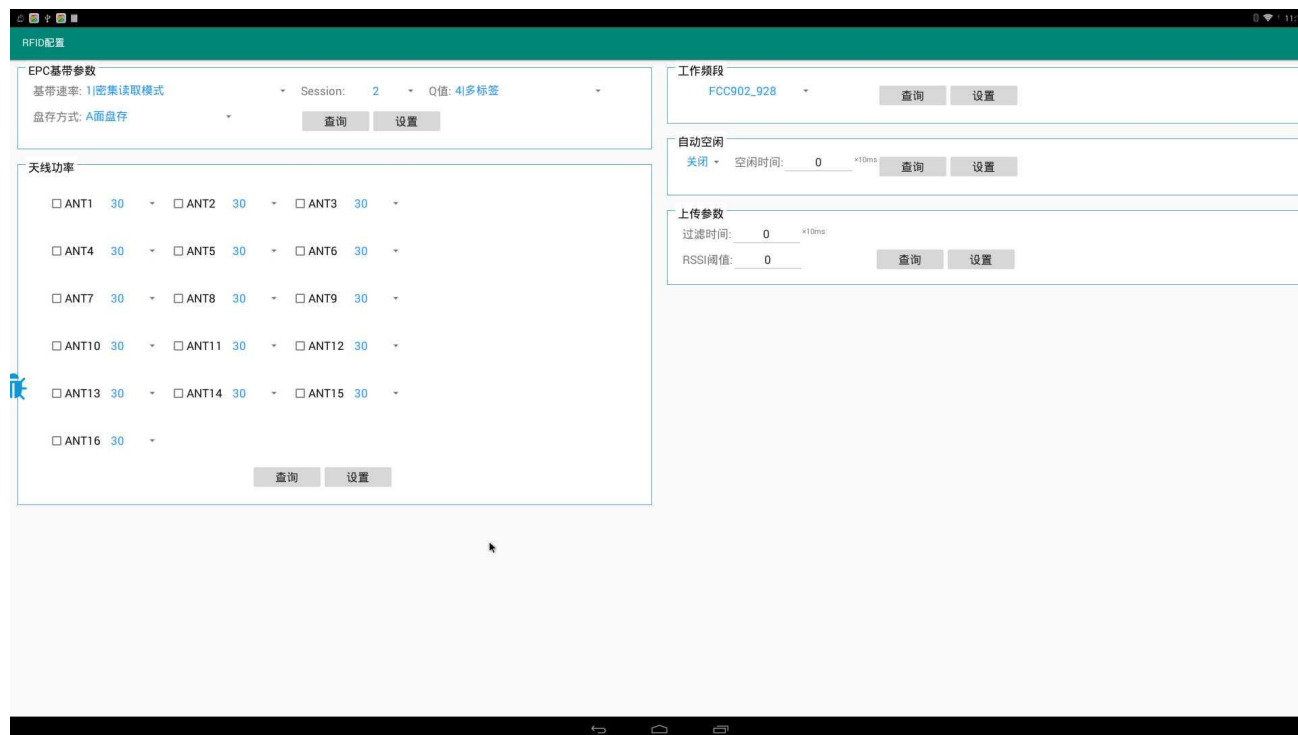 11:
RFID配置
EPC基带参数
基带速率: 1|密集读取模式 Session: 2 Q值: 4|多标签
盘存方式: A面盘存 查询 设置
天线功率
ANT1 30 ANT2 30 ANT3 30
ANT4 30 ANT5 30 ANT6 30
ANT7 30 ANT8 30 ANT9 30
ANT10 30 ANT11 30 ANT12 30
ANT13 30 ANT14 30 ANT15 30
ANT16 30
查询 设置
工作频段
FCC902_928 查询 设置
自动空闲
关闭 空闲时间: 0 ×10ms 查询 设置
上传参数
过滤时间: 0 ×10ms
RSSI阈值: 0 查询 设置